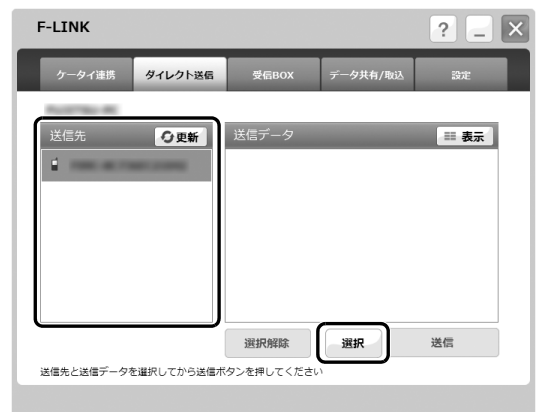 F-LINK
?
ケータイ連携 ダイレクト送信 受信BOX データ共有/取込 設定
送信先 更新 送信データ 表示
選択解除 選択 送信
送信先と送信データを選択してから送信ボタンを押してください